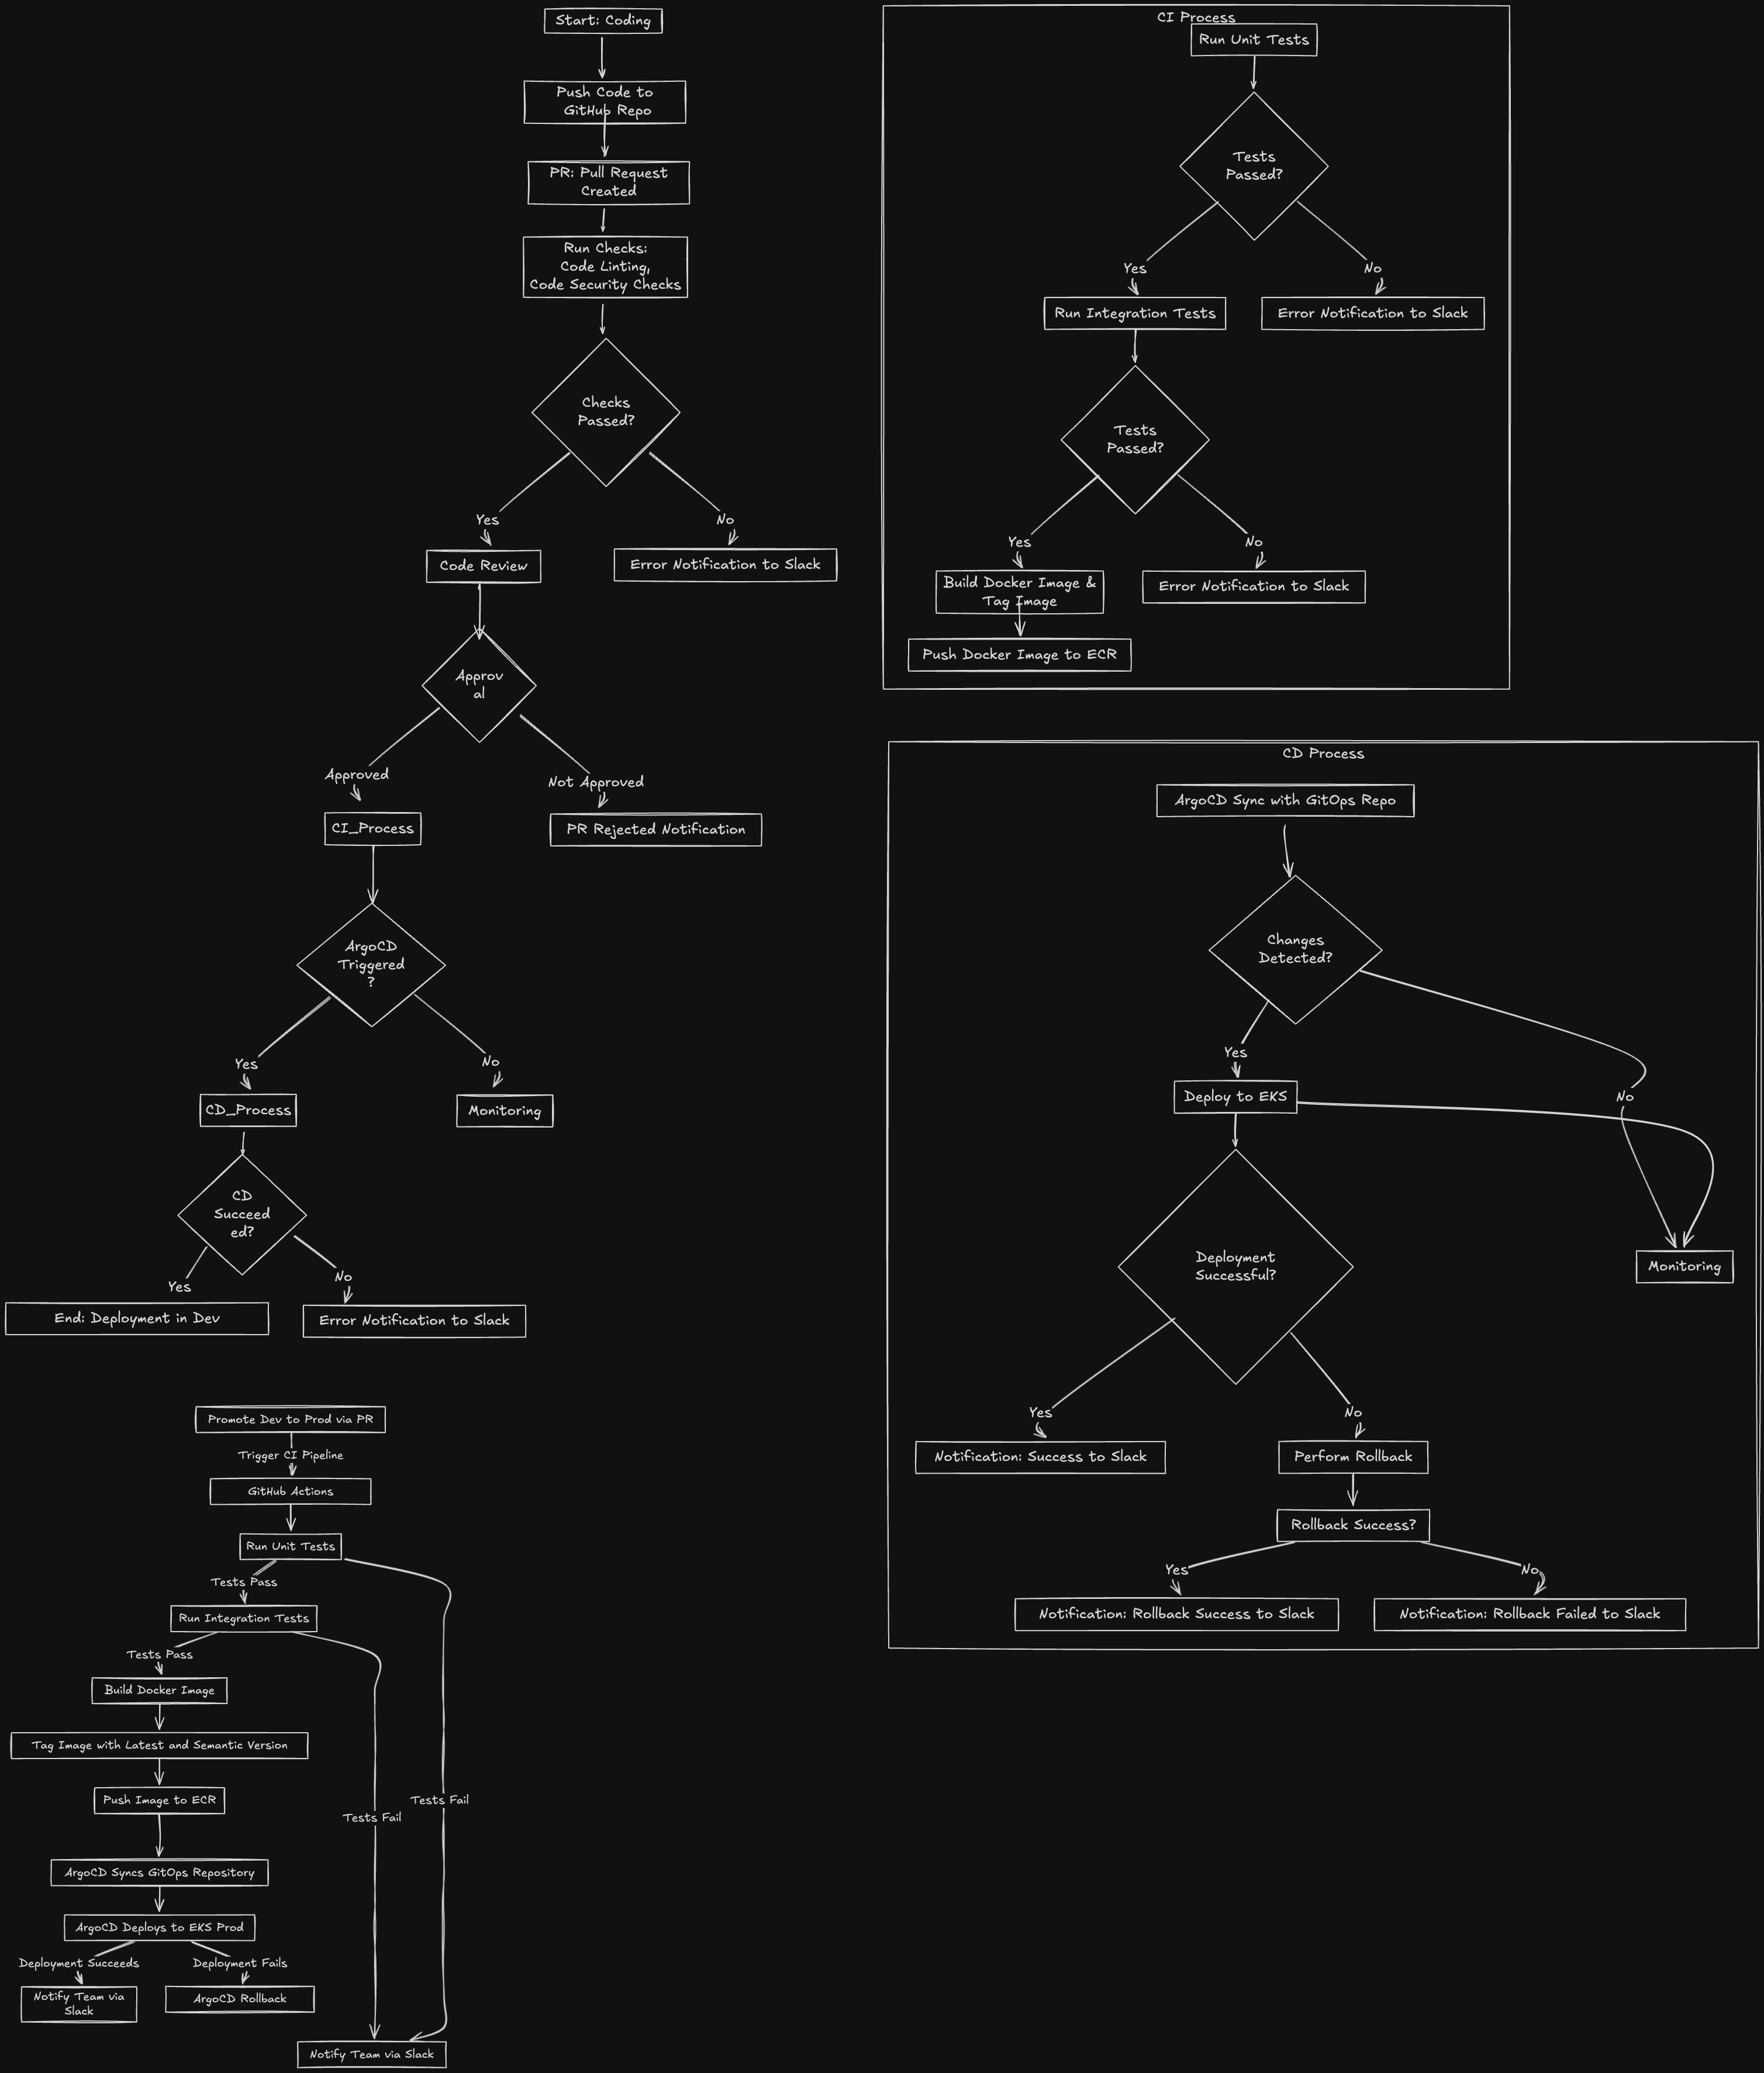 Start: Coding
Push Code to
GitHub Repo
PR: Pull Request
Created
Run Checks:
Code Linting,
Code Security Checks
Checks
Passed?
Yes
No
Code Review
Error Notification to Slack
Approv
al
Approved
Not Approved
CI_Process
PR Rejected Notification
ArgoCD
Triggered
?
Yes
No
CD_Process
Monitoring
CD
Succeed
ed?
Yes
No
End: Deployment in Dev
Error Notification to Slack
CI Process
Run Unit Tests
Tests
Passed?
Yes
No
Run Integration Tests
Error Notification to Slack
Tests
Passed?
Yes
No
Build Docker Image &
Tag Image
Error Notification to Slack
Push Docker Image to ECR
CD Process
ArgoCD Sync with GitOps Repo
Changes
Detected?
Yes
No
Deploy to EKS
Deployment
Successful?
Monitoring
Yes
No
Notification: Success to Slack
Perform Rollback
Rollback Success?
Yes
No
Notification: Rollback Success to Slack
Notification: Rollback Failed to Slack
Promote Dev to Prod via PR
Trigger CI Pipeline
GitHub Actions
Run Unit Tests
Tests Pass
Run Integration Tests
Tests Pass
Build Docker Image
Tag Image with Latest and Semantic Version
Push Image to ECR
Tests Fail
Tests Fail
ArgoCD Syncs GitOps Repository
ArgoCD Deploys to EKS Prod
Deployment Succeeds
Deployment Fails
Notify Team via
Slack
ArgoCD Rollback
Notify Team via Slack